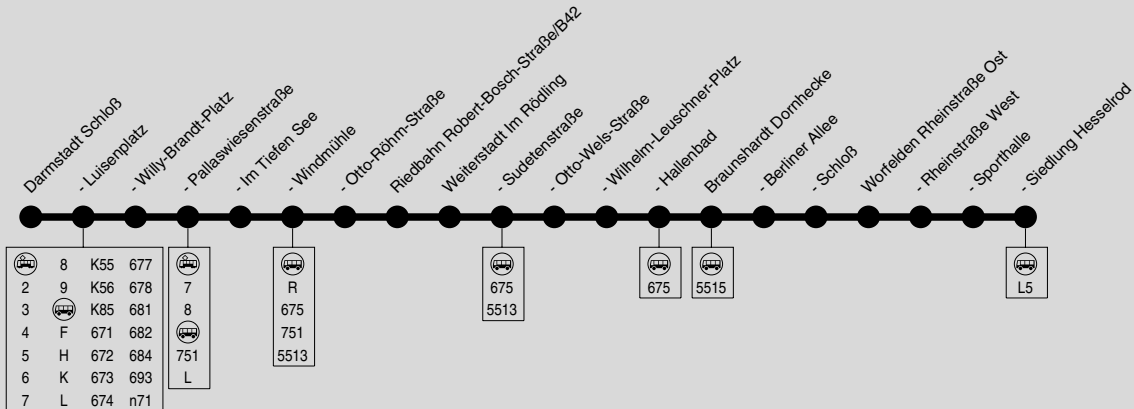 Darmstadt Schloß
- Luisenplatz
- Willy-Brandt-Platz
- Pallaswiesenstraße
- Im Tiefen See
- Windmühle
- Otto-Röhm-Straße
Riedbahn Robert-Bosch-Straße/B42
Weiterstadt Im Rödling
- Sudetenstraße
- Otto-Wels-Straße
- Wilhelm-Leuschner-Platz
- Hallenbad
Braunshardt Dornhecke
- Berliner Allee
- Schloß
Worfelden Rheinstraße Ost
- Rheinstraße West
- Sporthalle
- Siedlung Hesselrod
8 K55 677
2 9 K56 678
3 K85 681
4 F 671 682
5 H 672 684
6 K 673 693
7 L 674 n71
7
8
751
L
R
675
751
5513
675
5513
675
5515
L5